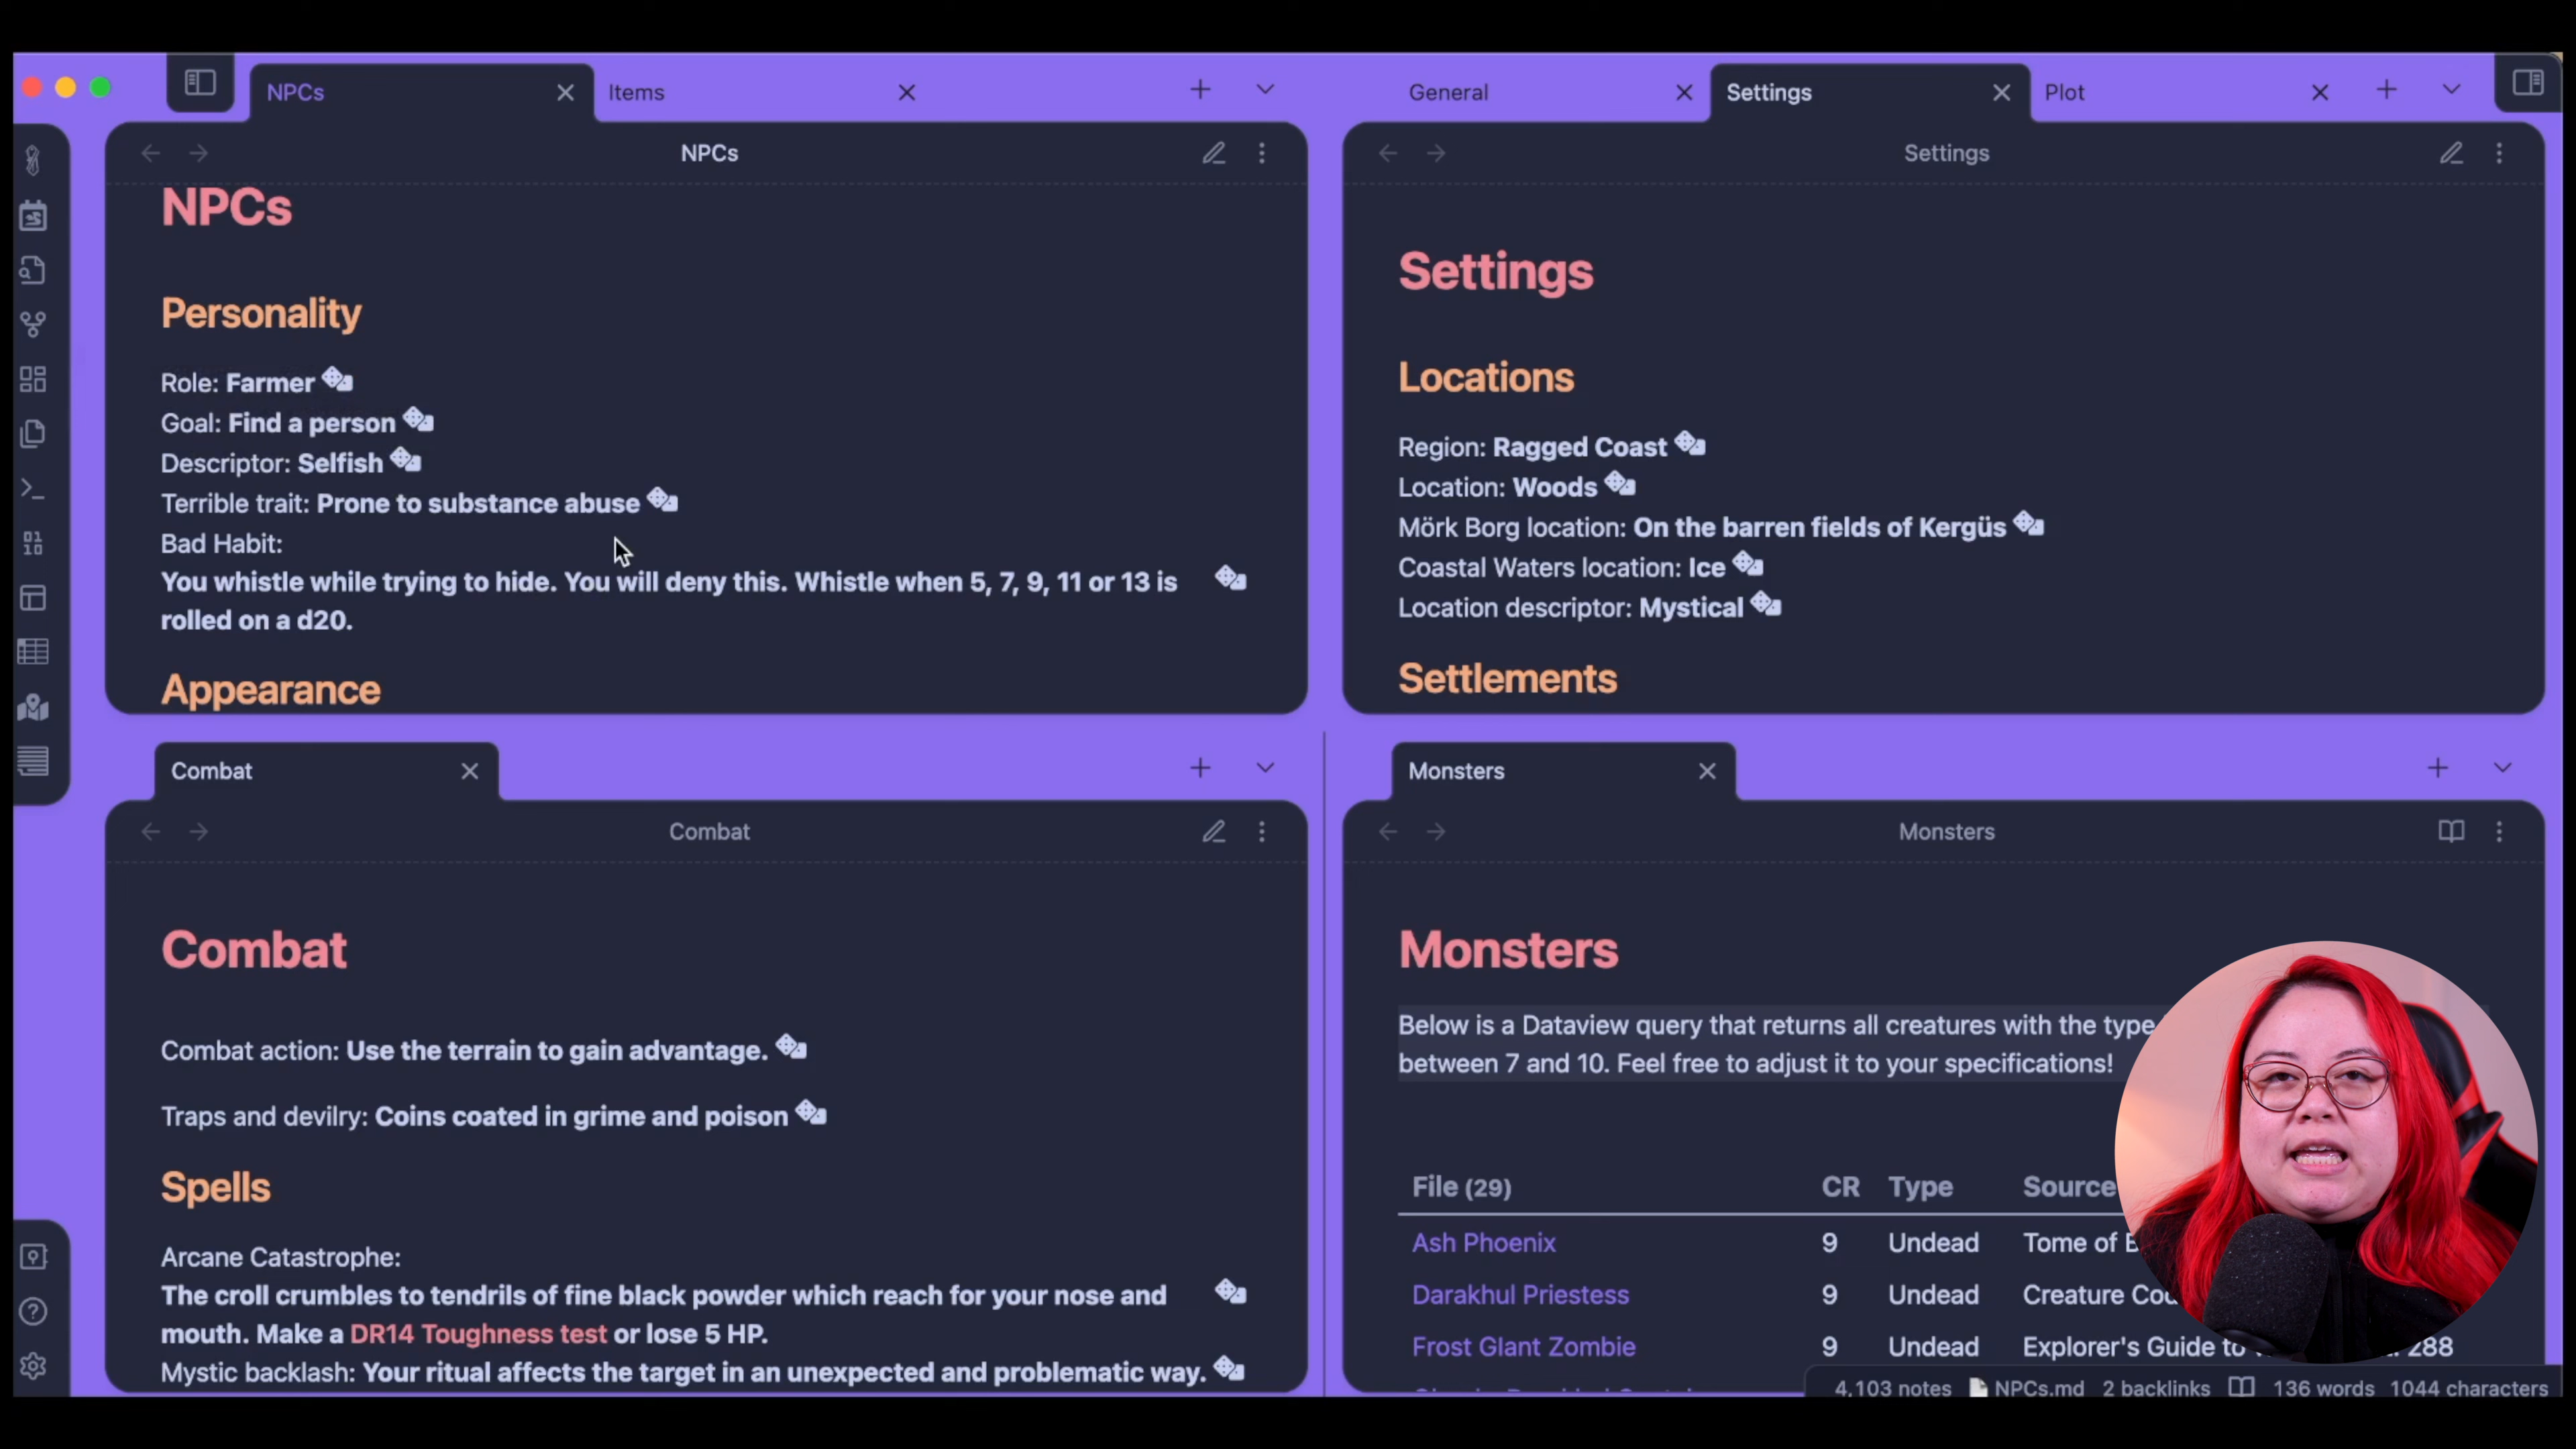 NPCs
Items
General
Settings
Plot
NPCs
NPCs
Personality
Role: Farmer
Goal: Find a person
Descriptor: Selfish
Terrible trait: Prone to substance abuse
Bad Habit:
You whistle while trying to hide. You will deny this. Whistle when 5, 7, 9, 11 or 13 is
rolled on a d20.
Appearance
Settings
Settings
Locations
Region: Ragged Coast
Location: Woods
Mörk Borg location: On the barren fields of Kergüs
Coastal Waters location: Ice
Location descriptor: Mystical
Settlements
Combat
Combat
Combat
Combat action: Use the terrain to gain advantage.
Traps and devilry: Coins coated in grime and poison
Spells
Arcane Catastrophe:
The croll crumbles to tendrils of fine black powder which reach for your nose and
mouth. Make a DR14 Toughness test or lose 5 HP.
Mystic backlash: Your ritual affects the target in an unexpected and problematic way.
Monsters
Monsters
Monsters
Below is a Dataview query that returns all creatures with the type
between 7 and 10. Feel free to adjust it to your specifications!
File (29) CR Type Source
Ash Phoenix 9 Undead Tome of
Darakhul Priestess 9 Undead Creature
Frost Giant Zombie 9 Undead Explorer's Guide to 288
4,103 notes NPCs.md 2 backlinks 136 words 1044 characters